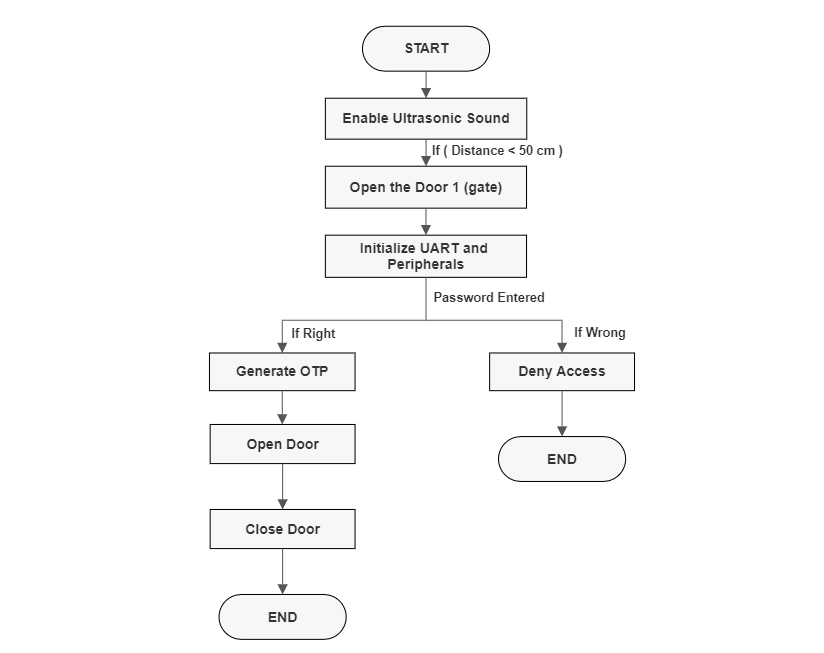 START
Enable Ultrasonic Sound
If ( Distance < 50 cm )
Open the Door 1 (gate)
Initialize UART and
Peripherals
Password Entered
If Right
If Wrong
Generate OTP
Deny Access
Open Door
END
Close Door
END